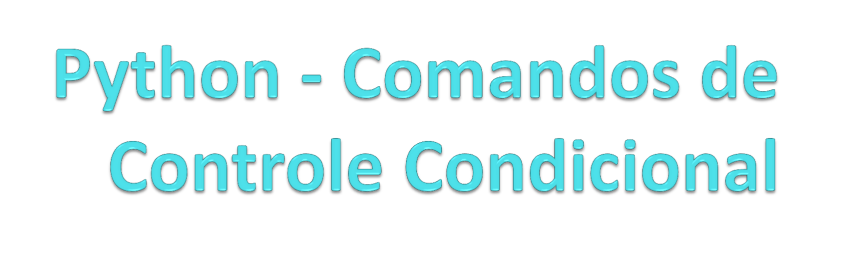 Python - Comandos de
Controle Condicional